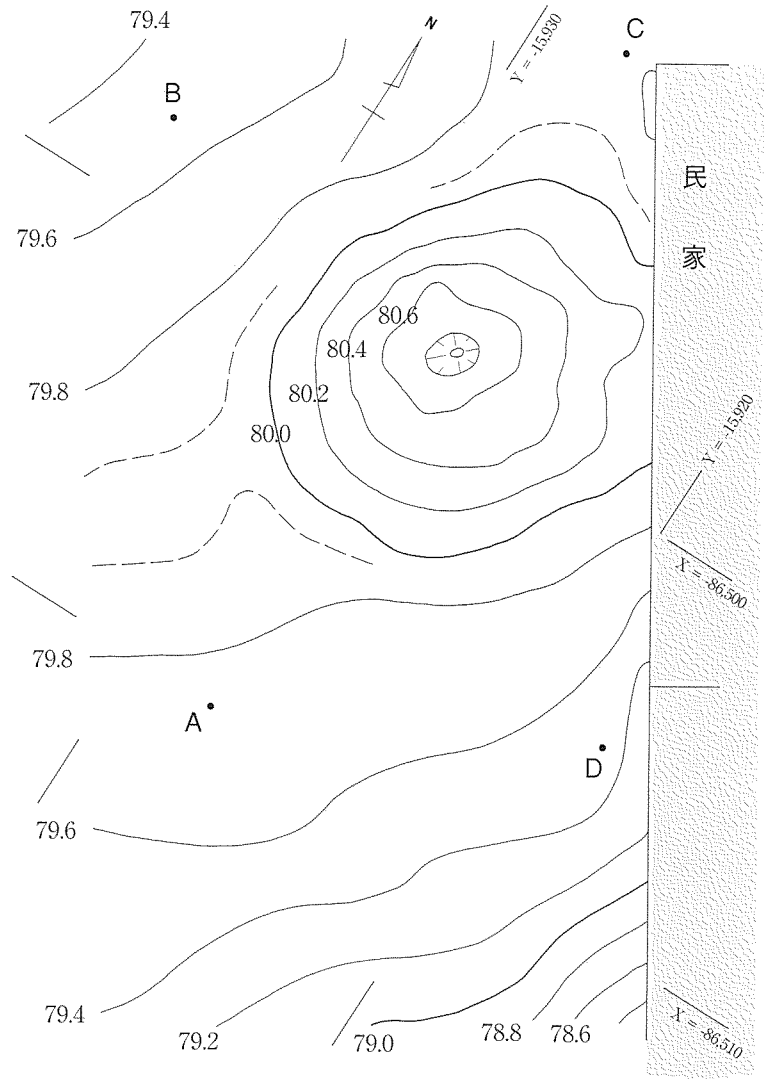 79.4
N
Y = -15,930
C
B
民家
79.6
80.6
80.4
79.8
80.2
80.0
Y = -15,920
X = -86,500
79.8
A
D
79.6
79.4
79.2
79.0
78.8
78.6
X = -86,510